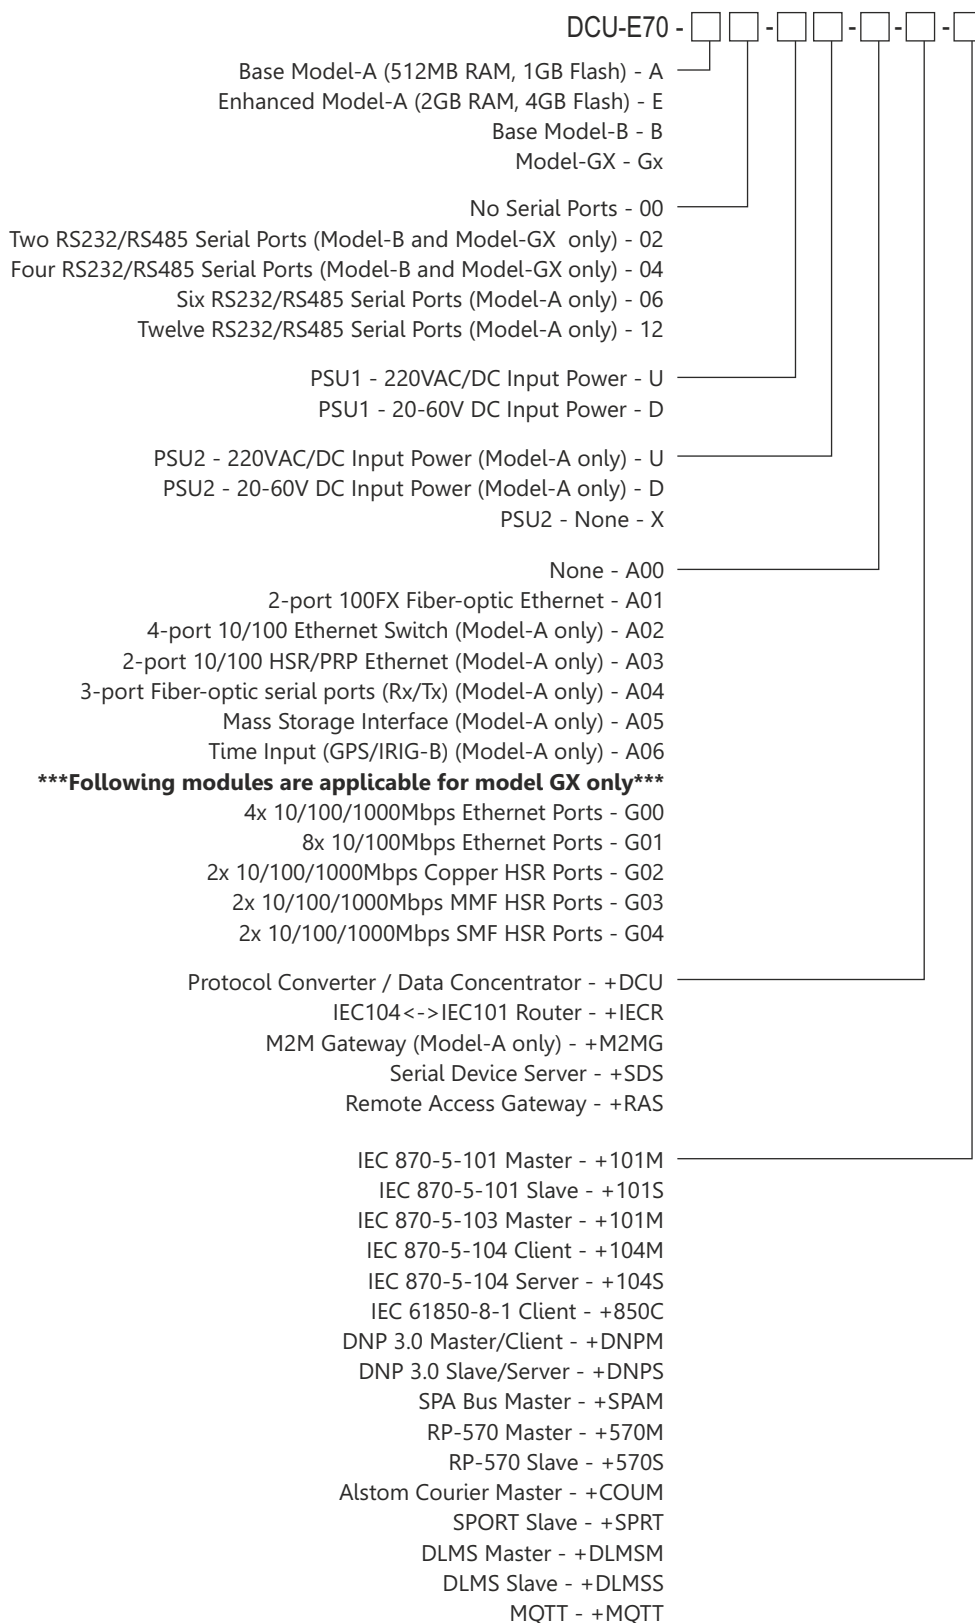 DCU-E70 - - - - -
Base Model-A (512MB RAM, 1GB Flash) - A
Enhanced Model-A (2GB RAM, 4GB Flash) - E
Base Model-B - B
Model-GX - Gx
No Serial Ports - 00
Two RS232/RS485 Serial Ports (Model-B and Model-GX only) - 02
Four RS232/RS485 Serial Ports (Model-B and Model-GX only) - 04
Six RS232/RS485 Serial Ports (Model-A only) - 06
Twelve RS232/RS485 Serial Ports (Model-A only) - 12
PSU1 - 220VAC/DC Input Power - U
PSU1 - 20-60V DC Input Power - D
PSU2 - 220VAC/DC Input Power (Model-A only) - U
PSU2 - 20-60V DC Input Power (Model-A only) - D
PSU2 - None - X
None - A00
2-port 100FX Fiber-optic Ethernet - A01
4-port 10/100 Ethernet Switch (Model-A only) - A02
2-port 10/100 HSR/PRP Ethernet (Model-A only) - A03
3-port Fiber-optic serial ports (Rx/Tx) (Model-A only) - A04
Mass Storage Interface (Model-A only) - A05
Time Input (GPS/IRIG-B) (Model-A only) - A06
***Following modules are applicable for model GX only***
4x 10/100/1000Mbps Ethernet Ports - G00
8x 10/100Mbps Ethernet Ports - G01
2x 10/100/1000Mbps Copper HSR Ports - G02
2x 10/100/1000Mbps MMF HSR Ports - G03
2x 10/100/1000Mbps SMF HSR Ports - G04
Protocol Converter / Data Concentrator - +DCU
IEC104<->IEC101 Router - +IECR
M2M Gateway (Model-A only) - +M2MG
Serial Device Server - +SDS
Remote Access Gateway - +RAS
IEC 870-5-101 Master - +101M
IEC 870-5-101 Slave - +101S
IEC 870-5-103 Master - +101M
IEC 870-5-104 Client - +104M
IEC 870-5-104 Server - +104S
IEC 61850-8-1 Client - +850C
DNP 3.0 Master/Client - +DNPM
DNP 3.0 Slave/Server - +DNPS
SPA Bus Master - +SPAM
RP-570 Master - +570M
RP-570 Slave - +570S
Alstom Courier Master - +COUM
SPORT Slave - +SPRT
DLMS Master - +DLMSM
DLMS Slave - +DLMSS
MQTT - +MQTT